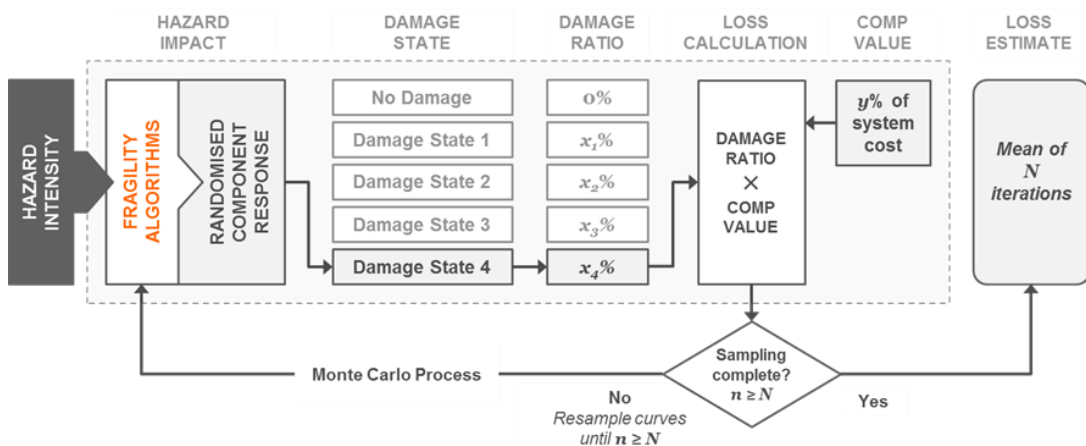 HAZARD
IMPACT
DAMAGE
STATE
DAMAGE
RATIO
LOSS
CALCULATION
COMP
VALUE
LOSS
ESTIMATE
HAZARD
INTENSITY
FRAGILITY
ALGORITHMS
RANDOMISED
COMPONENT
RESPONSE
No Damage
Damage State 1
Damage State 2
Damage State 3
Damage State 4
0%
x₁%
x₂%
x₃%
x₄%
DAMAGE
RATIO
×
COMP
VALUE
y% of
system
cost
Mean of
N
iterations
Sampling
complete?
n ≥ N
Monte Carlo Process
No
Resample curves
until n ≥ N
Yes